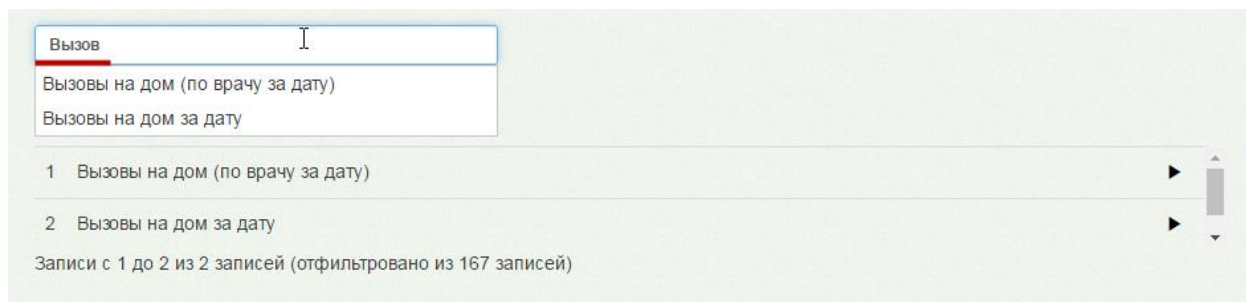 Вызов
Вызовы на дом (по врачу за дату)
Вызовы на дом за дату
1 Вызовы на дом (по врачу за дату)
2 Вызовы на дом за дату
Записи с 1 до 2 из 2 записей (отфильтровано из 167 записей)